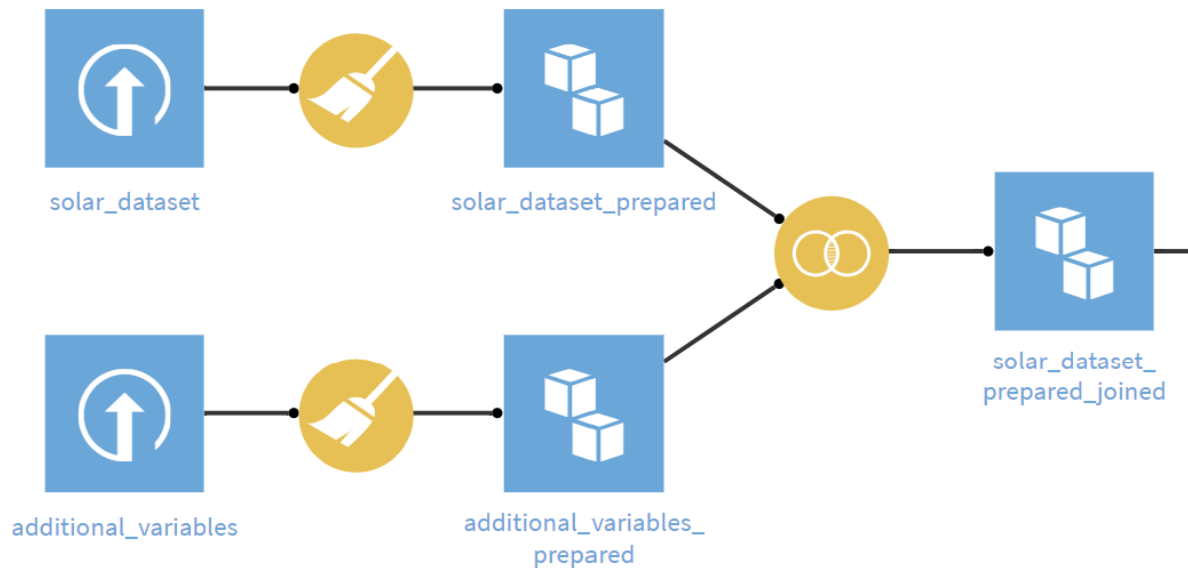 solar_dataset
solar_dataset_prepared
solar_dataset_
prepared_joined
additional_variables
additional_variables_
prepared